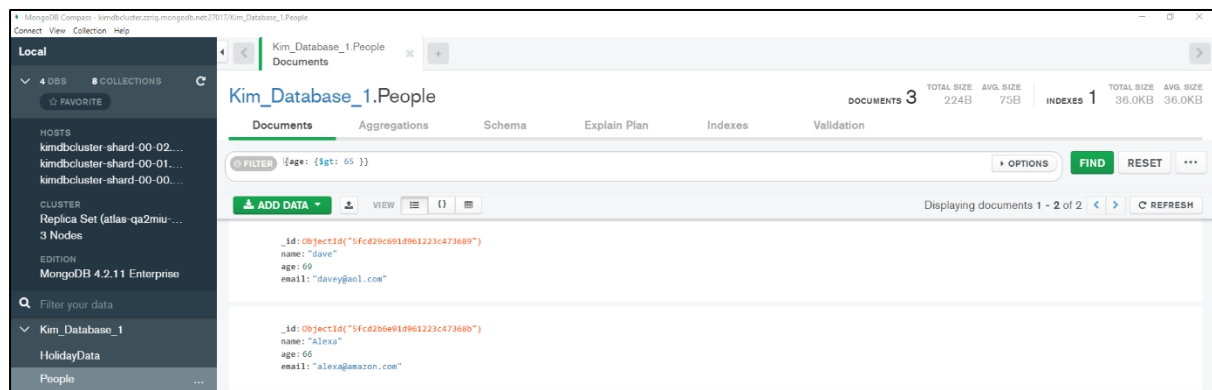 MongoDB Compass - kimdbcluster.zzriq.mongodb.net:27017/Kim_Database_1.People
Connect View Collection Help
Local
4 DBS 8 COLLECTIONS
☆ FAVORITE
HOSTS
kimdbcluster-shard-00-02....
kimdbcluster-shard-00-01....
kimdbcluster-shard-00-00....
CLUSTER
Replica Set (atlas-qa2miu-...
3 Nodes
EDITION
MongoDB 4.2.11 Enterprise
Filter your data
Kim_Database_1
HolidayData
People ...
Kim_Database_1.People
Documents
Kim_Database_1.People
DOCUMENTS 3 TOTAL SIZE 224B AVG. SIZE 75B INDEXES 1 TOTAL SIZE 36.0KB AVG. SIZE 36.0KB
Documents Aggregations Schema Explain Plan Indexes Validation
FILTER {age: {$gt: 65 }} OPTIONS FIND RESET ...
ADD DATA VIEW {} Displaying documents 1 - 2 of 2 < > REFRESH
_id: ObjectId("5fcd29c691d961223c473689")
name: "dave"
age: 69
email: "davey@aol.com"
_id: ObjectId("5fcd2b6e91d961223c47368b")
name: "Alexa"
age: 66
email: "alexa@amazon.com"